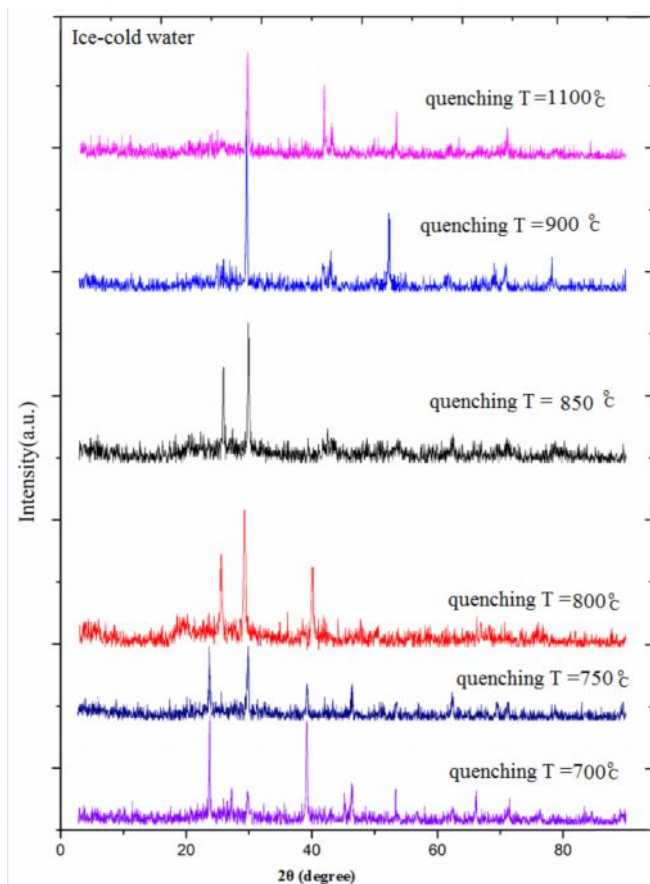 Ice-cold water
quenching T =1100°C
quenching T =900 °C
quenching T = 850 °C
quenching T =800°C
quenching T =750°C
quenching T =700°C
Intensity(a.u.)
0 20 40 60 80
2θ (degree)